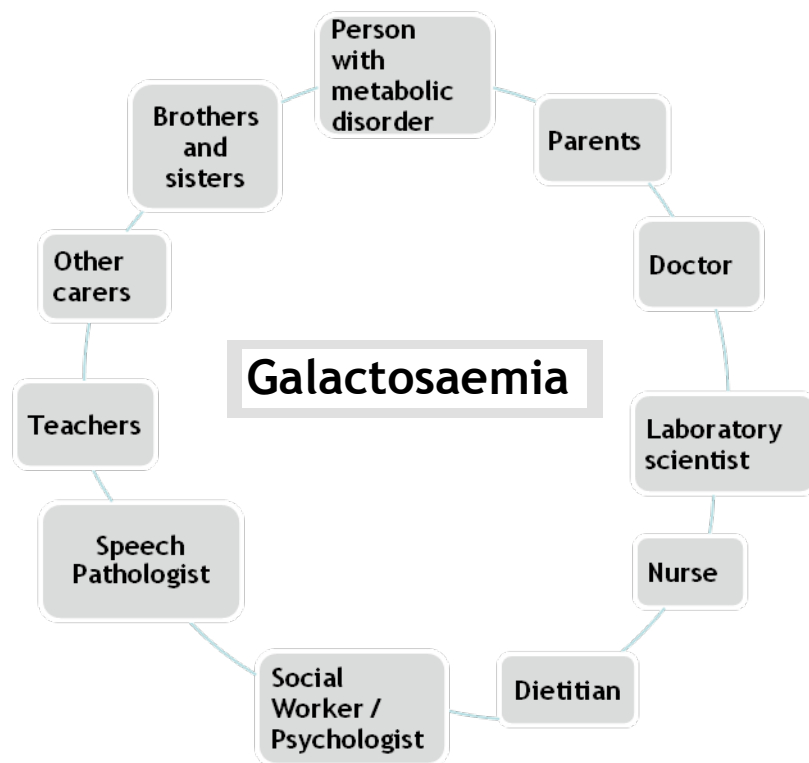 Person
with
metabolic
disorder
Parents
Doctor
Laboratory
scientist
Nurse
Dietitian
Social
Worker /
Psychologist
Speech
Pathologist
Teachers
Other
carers
Brothers
and
sisters
Galactosaemia